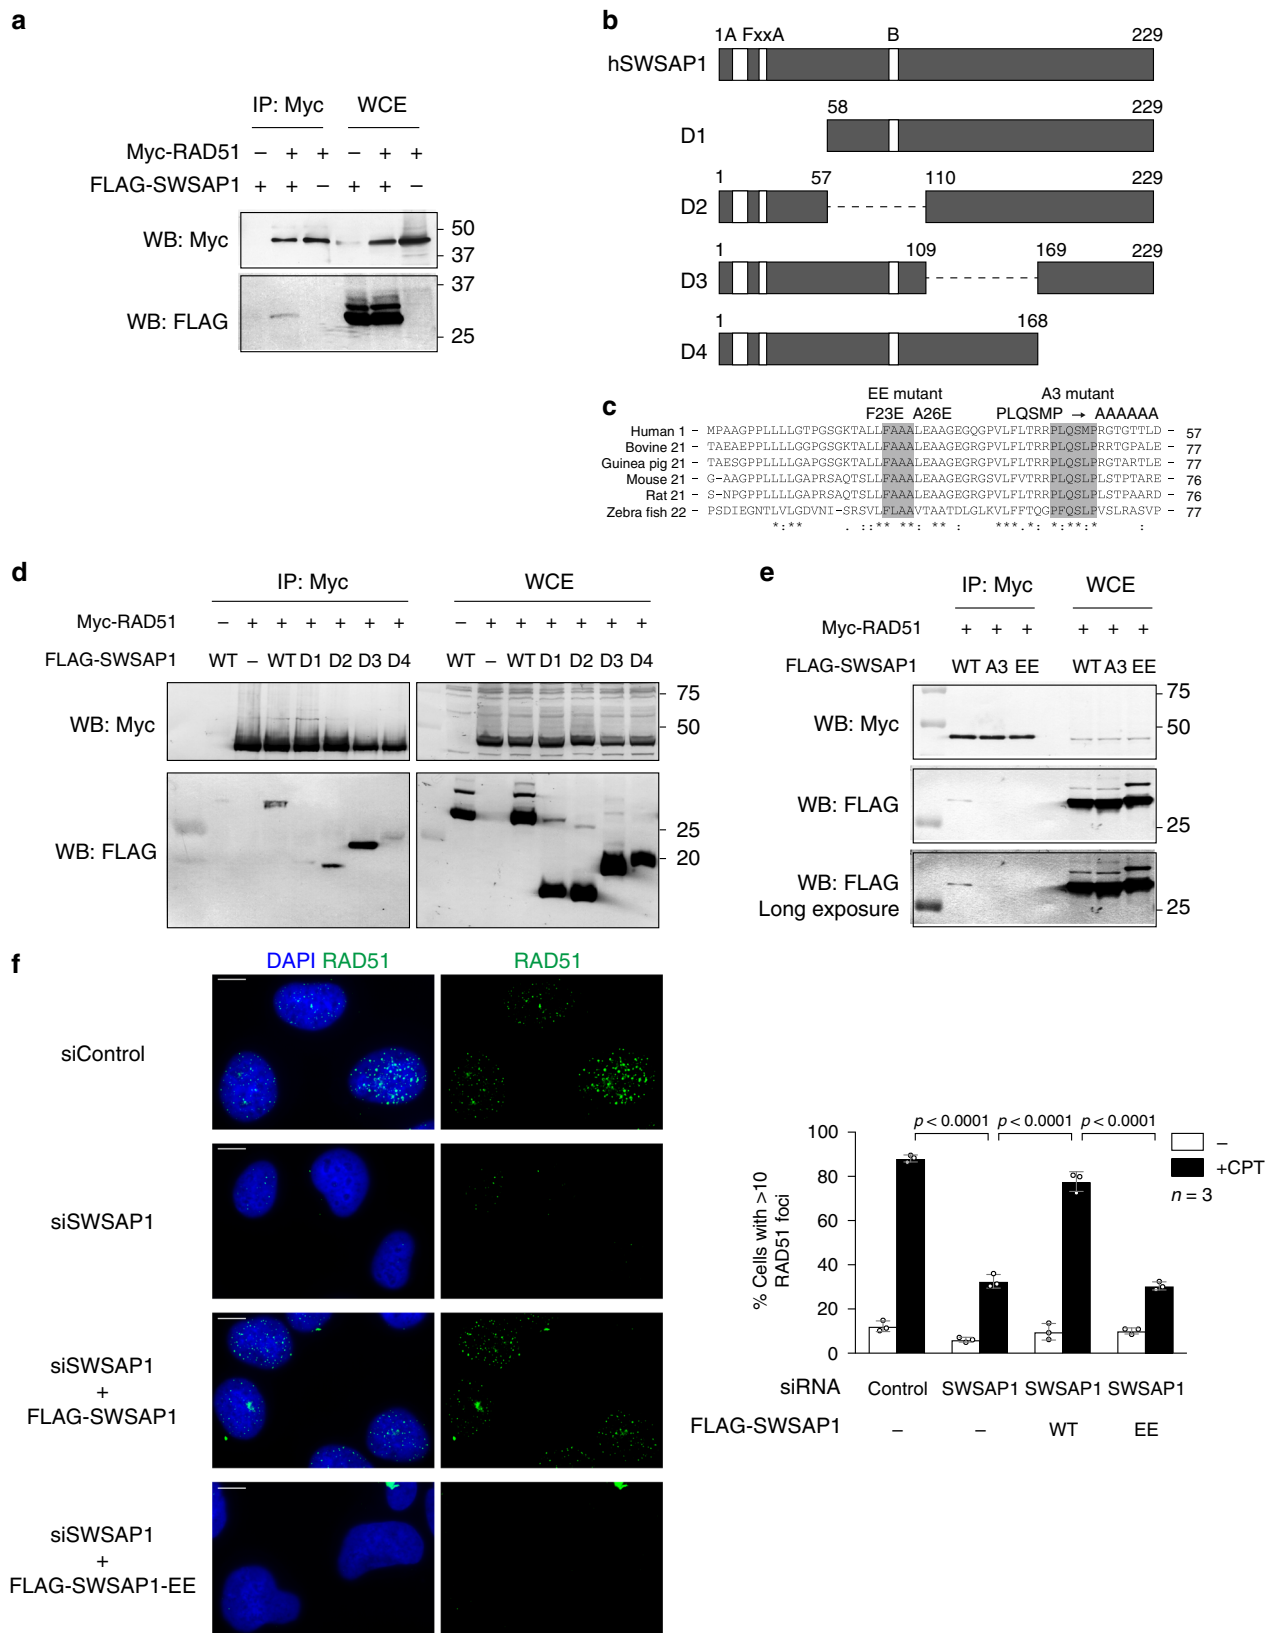 a
IP: Myc WCE
Myc-RAD51 – + + – + +
FLAG-SWSAP1 + + – + + –
WB: Myc
50
37
WB: FLAG
37
25
b
1A FxxA B 229
hSWSAP1
58 229
D1
1 57 110 229
D2
1 109 169 229
D3
1 168
D4
c
EE mutant A3 mutant
F23E A26E PLQSMP → AAAAAA
Human 1 – MPAAGPPLLLLGTPGSGKTALLFAAALEAAGEGQGPVLFLTRRPLQSMPRGTGTTLD – 57
Bovine 21 – TAEAEPPLLLLGAPGSGKTALLFAAALEAAGEGRGPVLFLTRRPLQSLPRRTGPALE – 77
Guinea pig 21 – TAESGPPLLLLGAPGSGKTALLFAAALEAAGEGRGSVLFLTRRPLQSLPRGTARTLE – 77
Mouse 21 – G-AAGPPLLLLGAPRSAQTSLLFAAALEAAGEGRGPVLFLTRRPLQSLPLSTPTARE – 76
Rat 21 – S-NPGPPLLLLGAPRSAQTSLLFAAALEAAGEGRGPVLFLTRRPLQSLPLSTPAARD – 76
Zebra fish 22 – PSDIEGNTLVLGDVNI-SRSVLFLAAVTAATDLGLKVLFFTQGPFQSLPVSLRASVP – 77
*:** . ::** **: ** : ***.*: *:**:* :
d
IP: Myc WCE
Myc-RAD51 – + + + + + + – + + + + + +
FLAG-SWSAP1 WT – WT D1 D2 D3 D4 WT – WT D1 D2 D3 D4
WB: Myc
75
50
WB: FLAG
25
20
e
IP: Myc WCE
Myc-RAD51 + + + + + +
FLAG-SWSAP1 WT A3 EE WT A3 EE
WB: Myc
75
50
WB: FLAG
25
WB: FLAG
Long exposure
25
f
DAPI RAD51 RAD51
siControl
siSWSAP1
siSWSAP1
+
FLAG-SWSAP1
siSWSAP1
+
FLAG-SWSAP1-EE
p < 0.0001 p < 0.0001 p < 0.0001
–
+CPT
n = 3
% Cells with >10
RAD51 foci
100
80
60
40
20
0
siRNA Control SWSAP1 SWSAP1 SWSAP1
FLAG-SWSAP1 – – WT EE